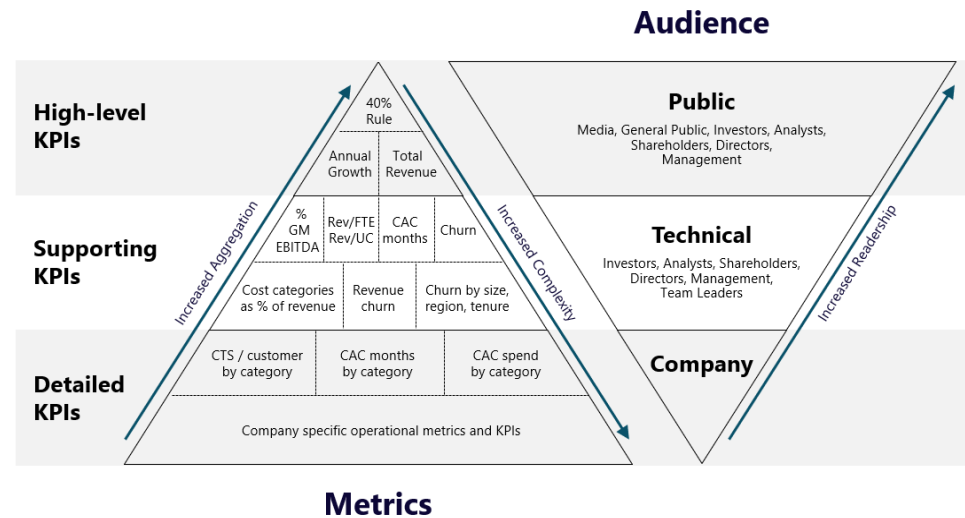 Audience
High-level
KPIs
40%
Rule
Annual
Growth
Total
Revenue
Public
Media, General Public, Investors, Analysts,
Shareholders, Directors,
Management
Increased Aggregation
Increased Complexity
Increased Readership
Supporting
KPIs
%
GM
EBITDA
Rev/FTE
Rev/UC
CAC
months
Churn
Cost categories
as % of revenue
Revenue
churn
Churn by size,
region, tenure
Technical
Investors, Analysts, Shareholders,
Directors, Management,
Team Leaders
Detailed
KPIs
CTS / customer
by category
CAC months
by category
CAC spend
by category
Company specific operational metrics and KPIs
Company
Metrics